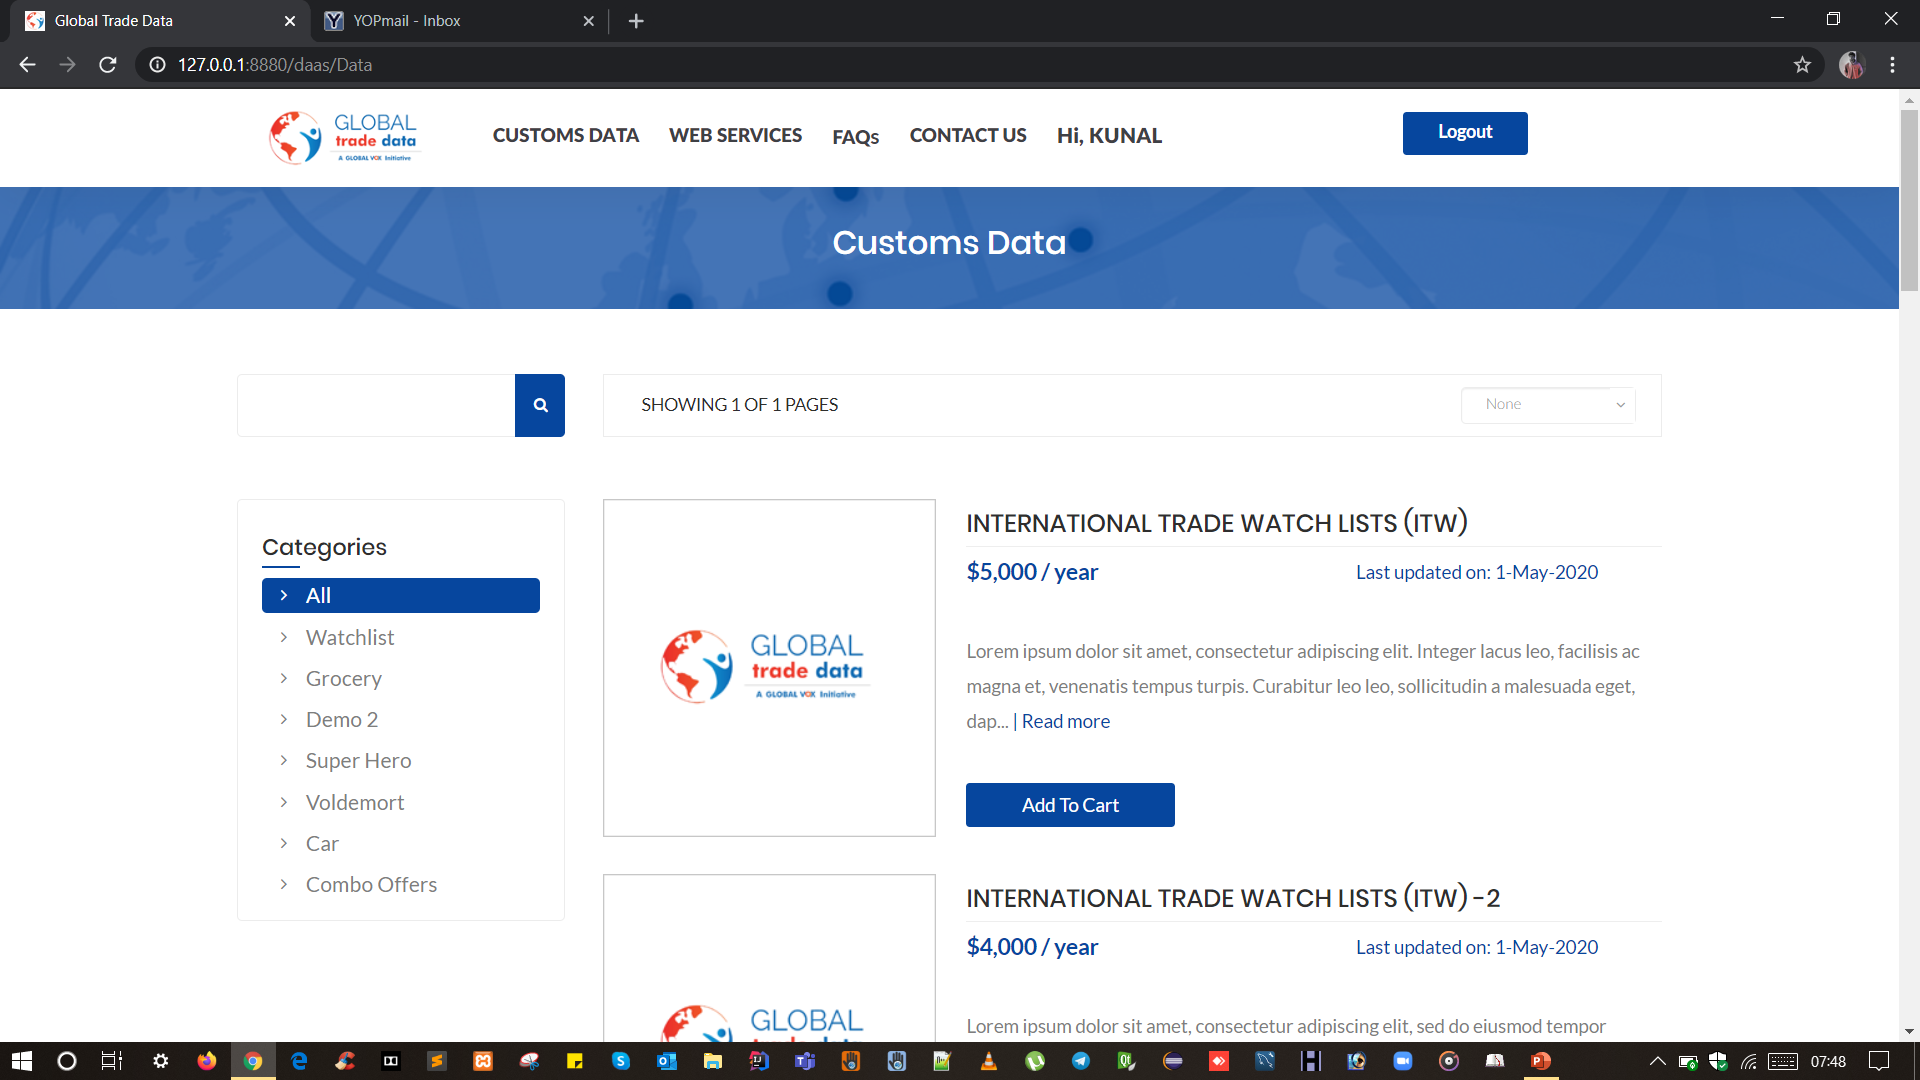 Global Trade Data
YOPmail - Inbox
127.0.0.1:8880/daas/Data
GLOBAL
trade data
A GLOBAL VOX Initiative
CUSTOMS DATA
WEB SERVICES
FAQs
CONTACT US
Hi, KUNAL
Logout
Customs Data
SHOWING 1 OF 1 PAGES
None
Categories
All
Watchlist
Grocery
Demo 2
Super Hero
Voldemort
Car
Combo Offers
GLOBAL
trade data
A GLOBAL VOX Initiative
INTERNATIONAL TRADE WATCH LISTS (ITW)
$5,000 / year
Last updated on: 1-May-2020
Lorem ipsum dolor sit amet, consectetur adipiscing elit. Integer lacus leo, facilisis ac
magna et, venenatis tempus turpis. Curabitur leo leo, sollicitudin a malesuada eget,
dap... | Read more
Add To Cart
GLOBAL
INTERNATIONAL TRADE WATCH LISTS (ITW) -2
$4,000 / year
Last updated on: 1-May-2020
Lorem ipsum dolor sit amet, consectetur adipiscing elit, sed do eiusmod tempor
07:48